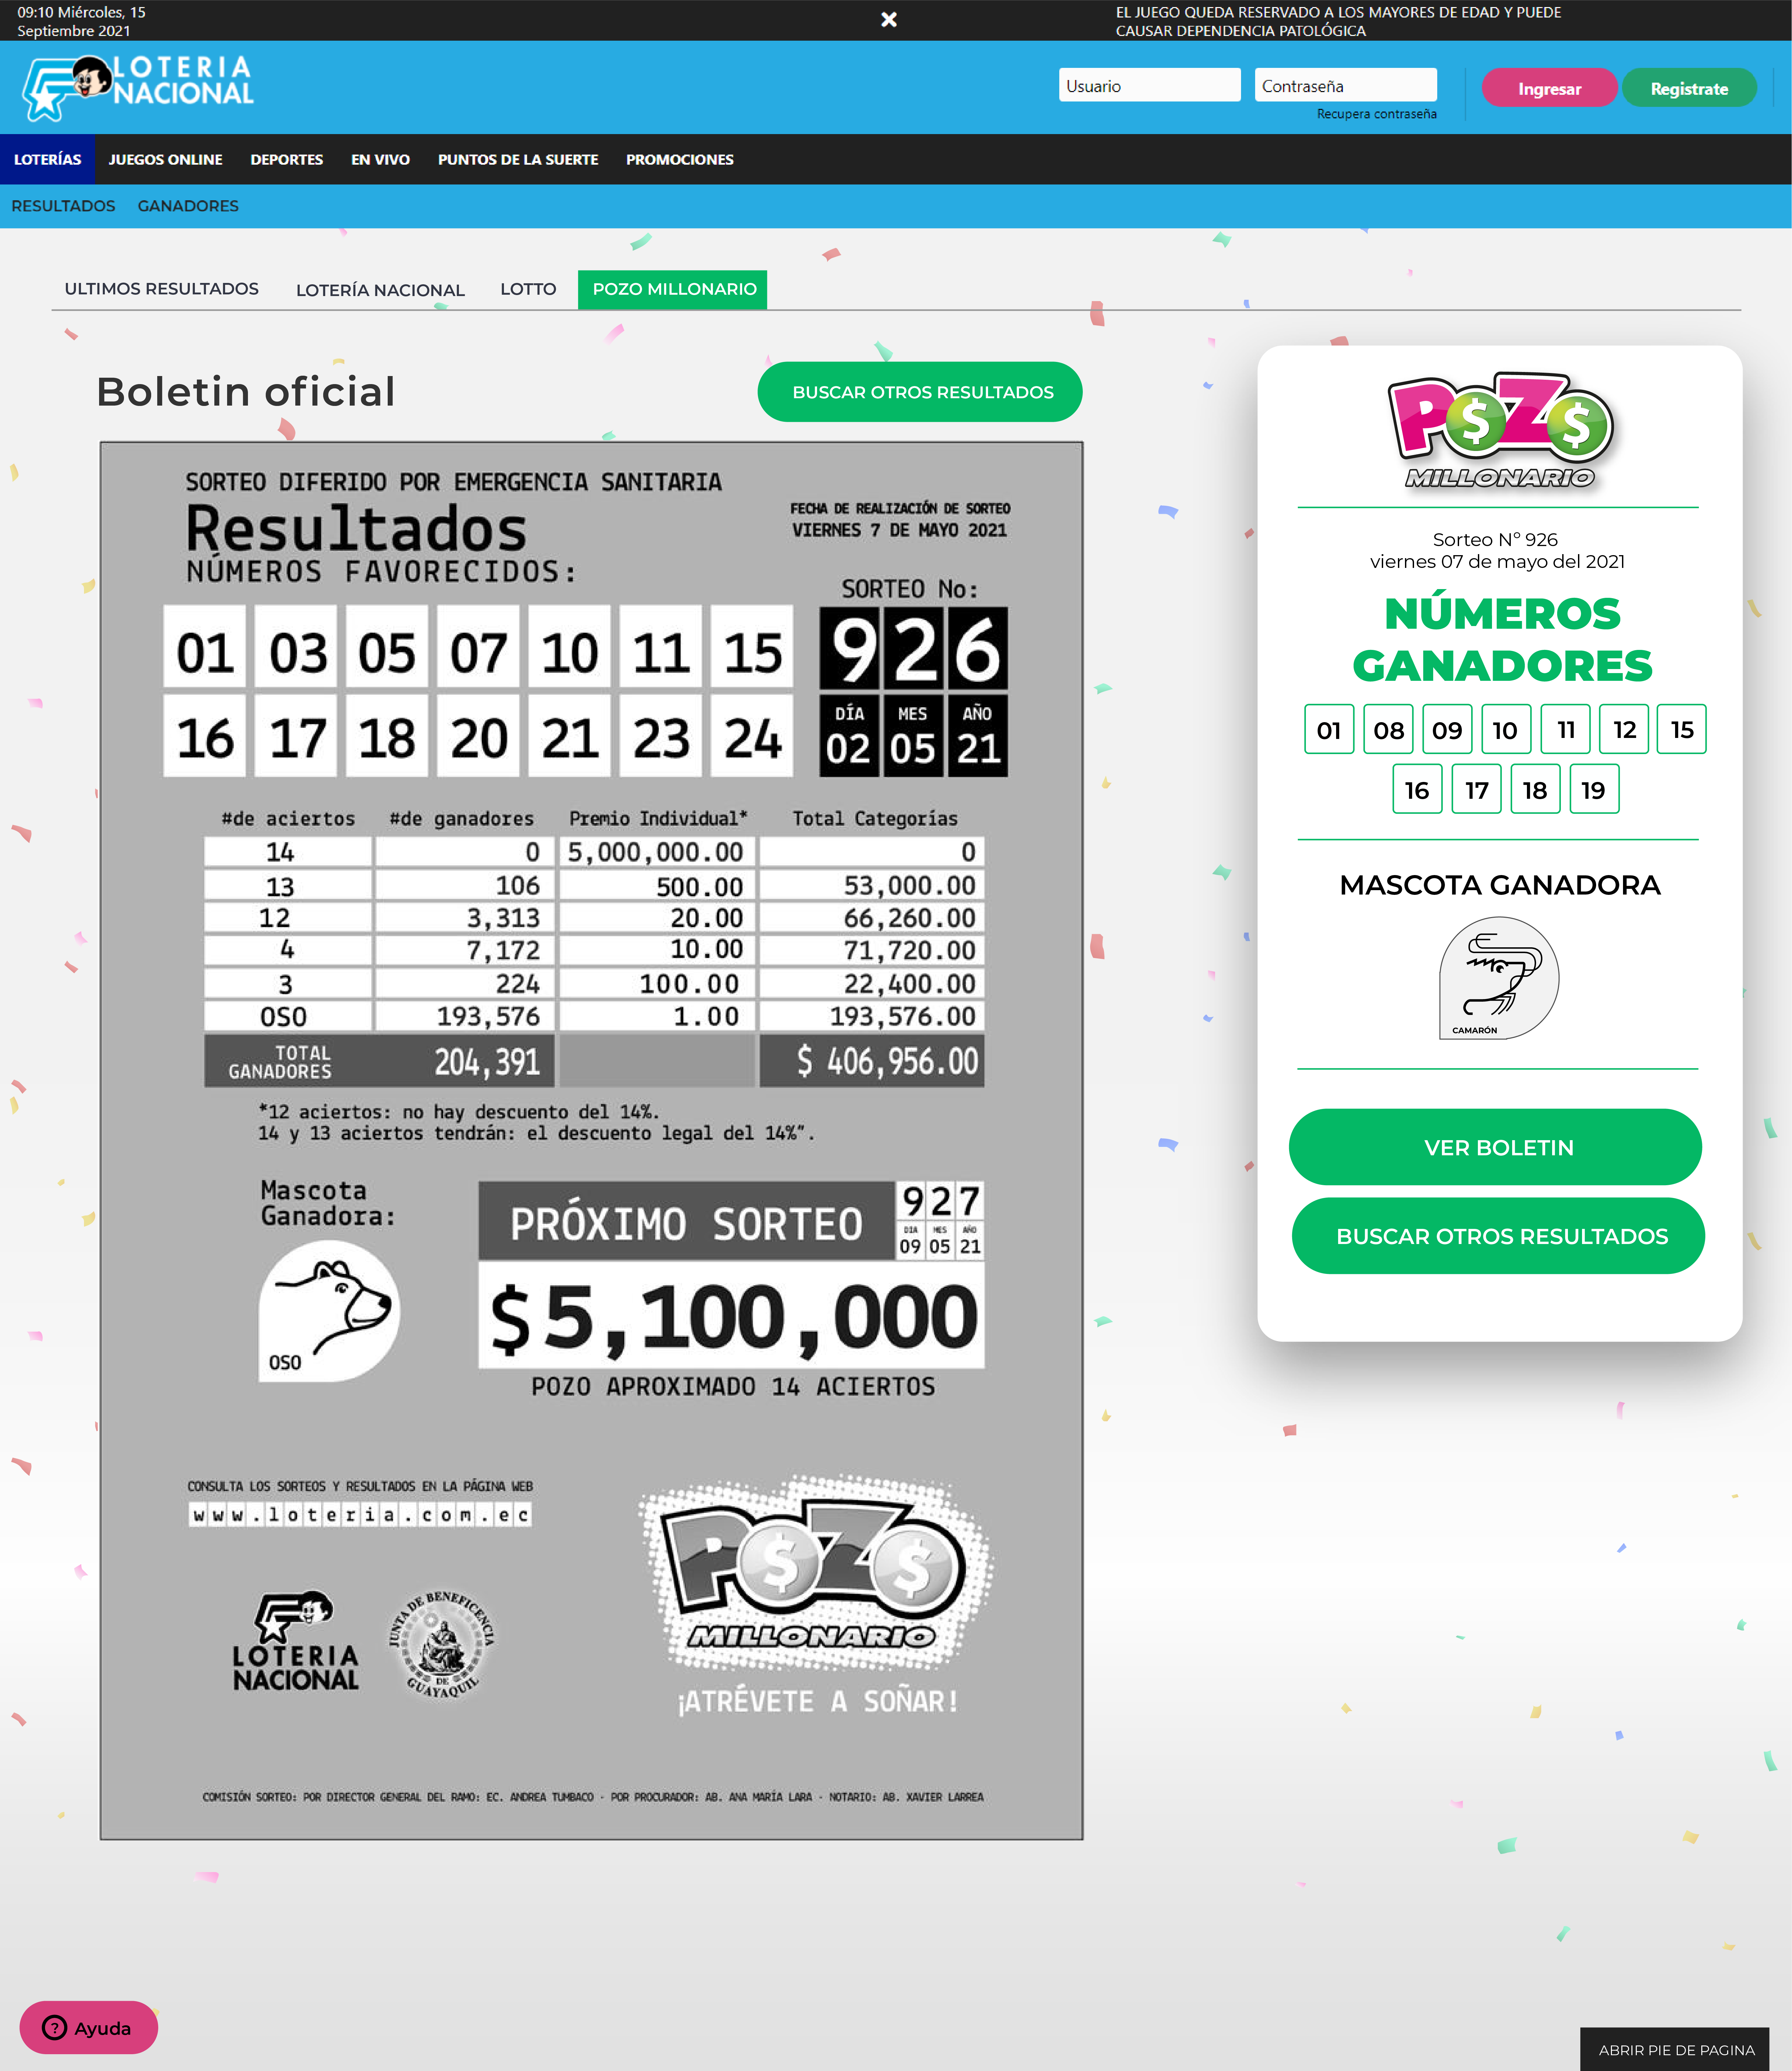 09:10 Miércoles, 15
Septiembre 2021
EL JUEGO QUEDA RESERVADO A LOS MAYORES DE EDAD Y PUEDE
CAUSAR DEPENDENCIA PATOLÓGICA
LOTERIA
NACIONAL
Usuario
Contraseña
Ingresar
Registrate
Recupera contraseña
LOTERÍAS JUEGOS ONLINE DEPORTES EN VIVO PUNTOS DE LA SUERTE PROMOCIONES
RESULTADOS GANADORES
ULTIMOS RESULTADOS LOTERÍA NACIONAL LOTTO POZO MILLONARIO
Boletin oficial
BUSCAR OTROS RESULTADOS
SORTEO DIFERIDO POR EMERGENCIA SANITARIA
Resultados
FECHA DE REALIZACIÓN DE SORTEO
VIERNES 7 DE MAYO 2021
NÚMEROS FAVORECIDOS:
SORTEO No:
01 03 05 07 10 11 15
926
16 17 18 20 21 23 24
DÍA MES AÑO
02 05 21
#de aciertos #de ganadores Premio Individual* Total Categorías
14 0 5,000,000.00 0
13 106 500.00 53,000.00
12 3,313 20.00 66,260.00
4 7,172 10.00 71,720.00
3 224 100.00 22,400.00
OSO 193,576 1.00 193,576.00
TOTAL
GANADORES
204,391 $ 406,956.00
*12 aciertos: no hay descuento del 14%.
14 y 13 aciertos tendrán: el descuento legal del 14%”.
Mascota
Ganadora:
OSO
PRÓXIMO SORTEO
927
DIA MES AÑO
09 05 21
$5,100,000
POZO APROXIMADO 14 ACIERTOS
CONSULTA LOS SORTEOS Y RESULTADOS EN LA PÁGINA WEB
www.loteria.com.ec
LOTERIA
NACIONAL
JUNTA DE BENEFICENCIA
DE
GUAYAQUIL
POZO
MILLONARIO
¡ATRÉVETE A SOÑAR!
COMISIÓN SORTEO: POR DIRECTOR GENERAL DEL RAMO: EC. ANDREA TUMBACO - POR PROCURADOR: AB. ANA MARÍA LARA - NOTARIO: AB. XAVIER LARREA
POZO
MILLONARIO
Sorteo Nº 926
viernes 07 de mayo del 2021
NÚMEROS
GANADORES
01 08 09 10 11 12 15
16 17 18 19
MASCOTA GANADORA
CAMARÓN
VER BOLETIN
BUSCAR OTROS RESULTADOS
? Ayuda
ABRIR PIE DE PAGINA